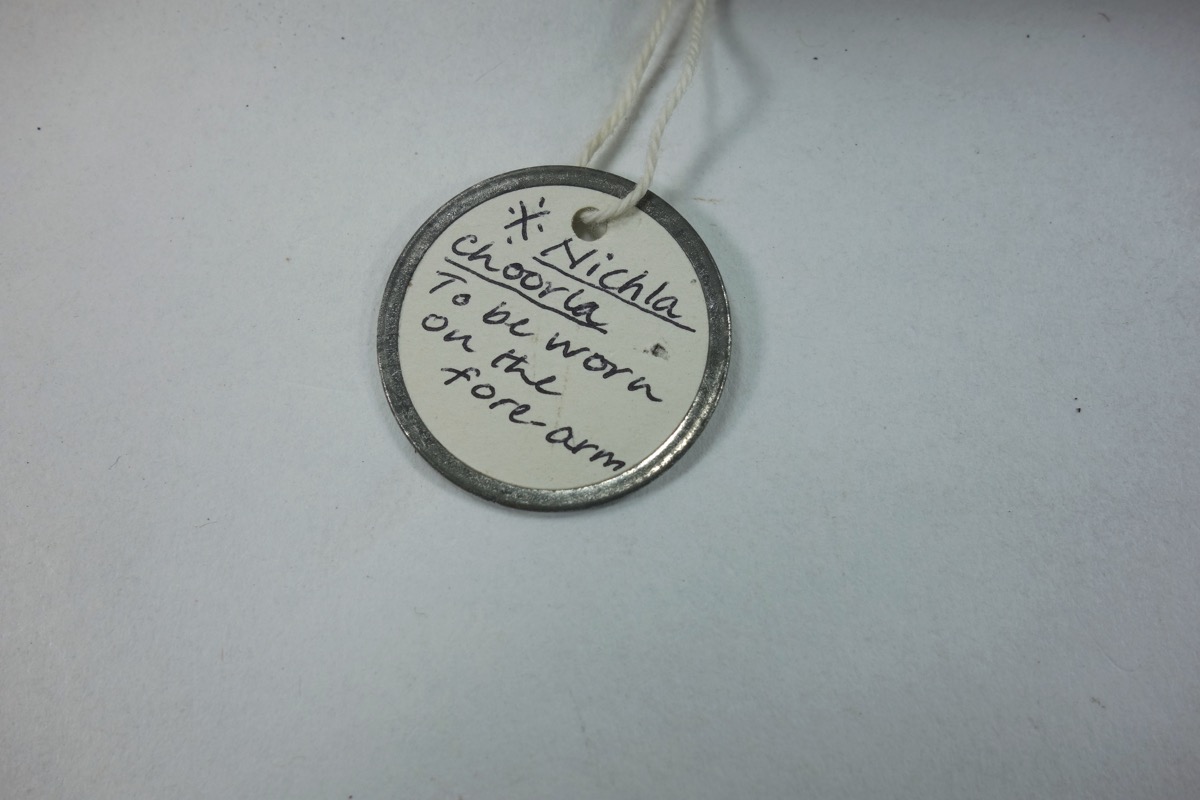 ※ Nichla
Choorla
To be worn
on the
fore-arm